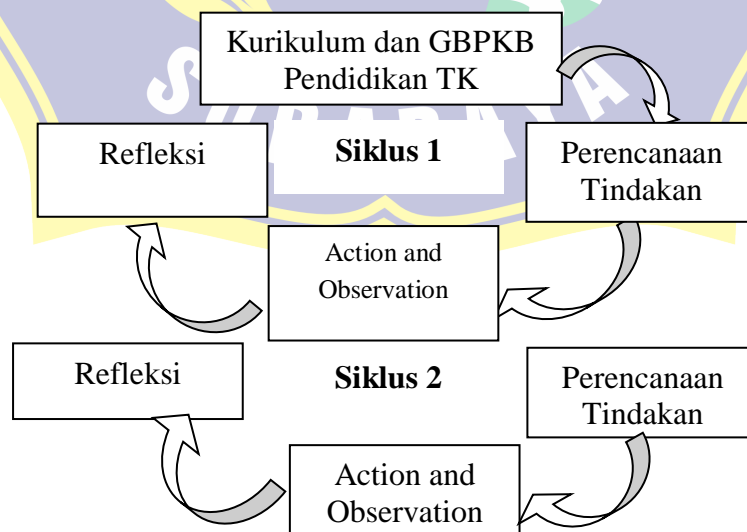 Kurikulum dan GBPKB
Pendidikan TK
SURABAYA
Refleksi
Siklus 1
Perencanaan
Tindakan
Action and
Observation
Refleksi
Siklus 2
Perencanaan
Tindakan
Action and
Observation